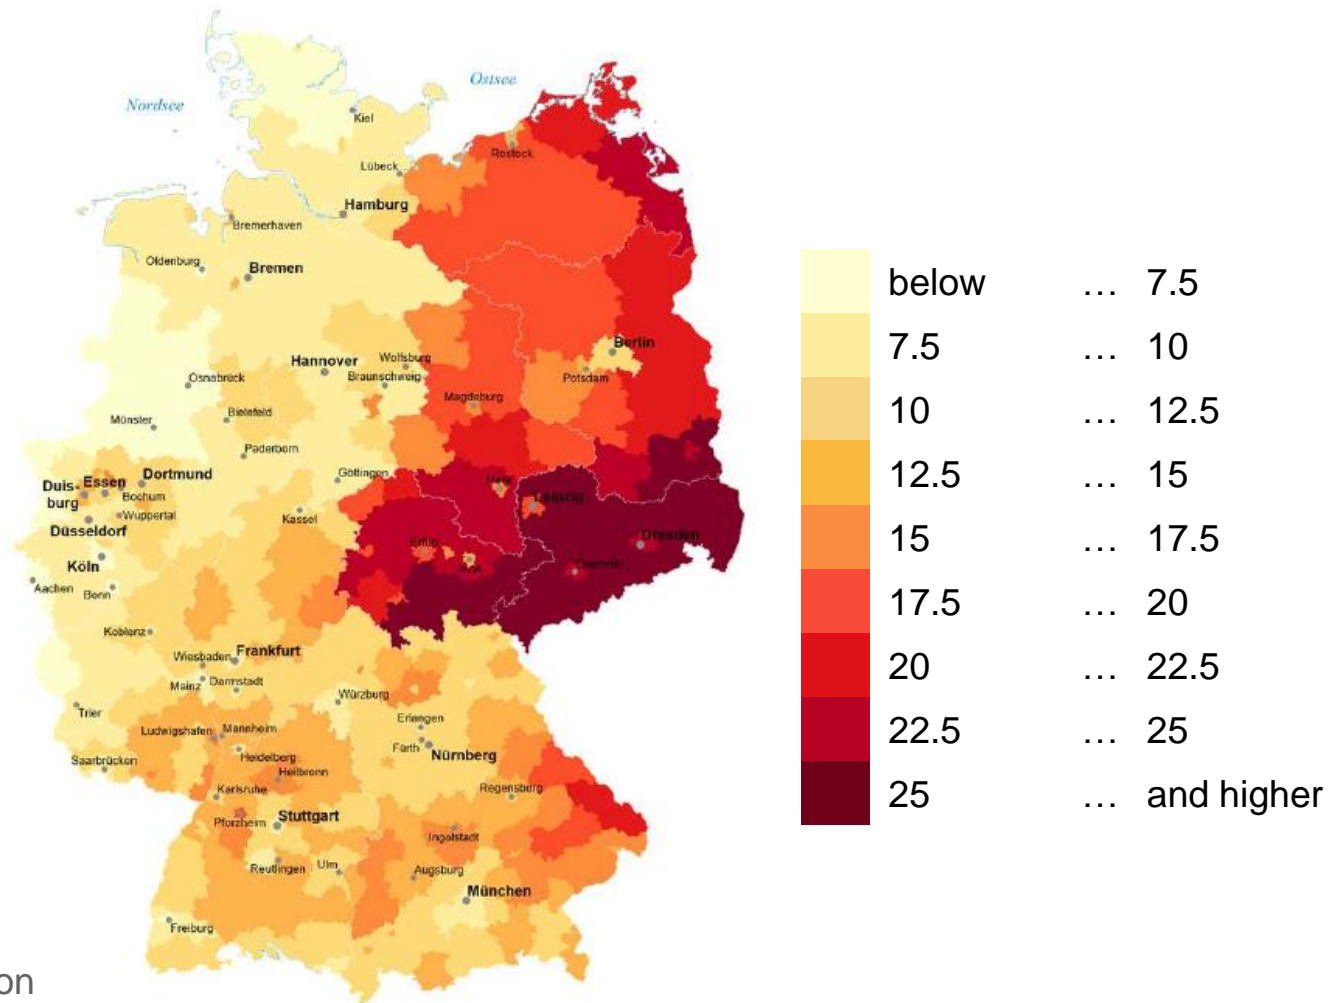 Ostsee
Nordsee
Kiel
Rostock
Lübeck
Hamburg
Bremerhaven
Oldenburg
Bremen
Berlin
Hannover
Wolfsburg
Osnabrück
Braunschweig
Potsdam
Magdeburg
Münster
Bielefeld
Paderborn
Göttingen
Dortmund
Duis-
burg
Essen
Bochum
Halle
Leipzig
Wuppertal
Kassel
Düsseldorf
Dresden
Erfurt
Köln
Jena
Chemnitz
Aachen
Bonn
Koblenz
Wiesbaden
Frankfurt
Mainz
Darmstadt
Würzburg
Trier
Erlangen
Ludwigshafen
Mannheim
Fürth
Nürnberg
Saarbrücken
Heidelberg
Heilbronn
Karlsruhe
Regensburg
Pforzheim
Stuttgart
Ingolstadt
Reutlingen
Ulm
Augsburg
München
Freiburg
below … 7.5
7.5 … 10
10 … 12.5
12.5 … 15
15 … 17.5
17.5 … 20
20 … 22.5
22.5 … 25
25 … and higher
on